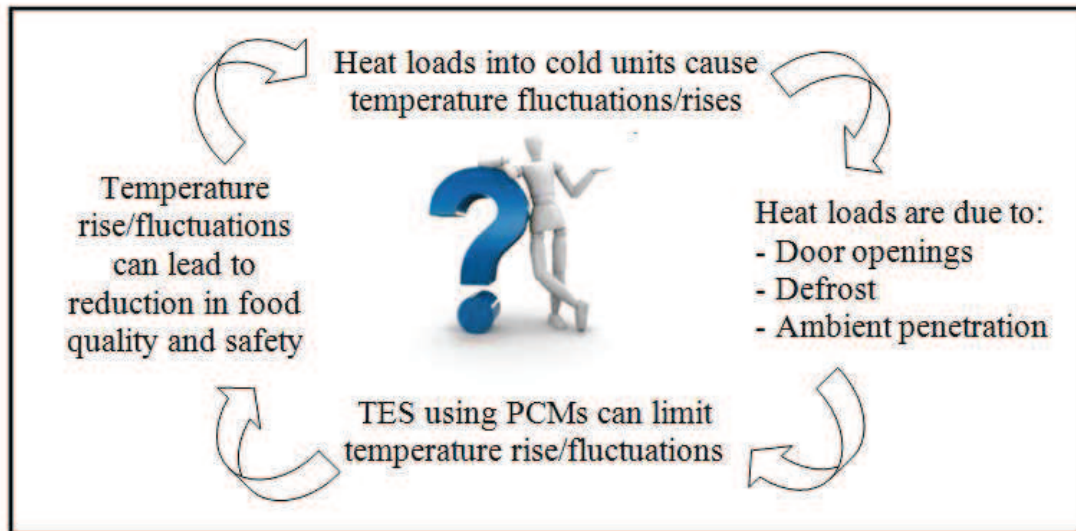 Heat loads into cold units cause
temperature fluctuations/rises
Heat loads are due to:
- Door openings
- Defrost
- Ambient penetration
TES using PCMs can limit
temperature rise/fluctuations
Temperature
rise/fluctuations
can lead to
reduction in food
quality and safety